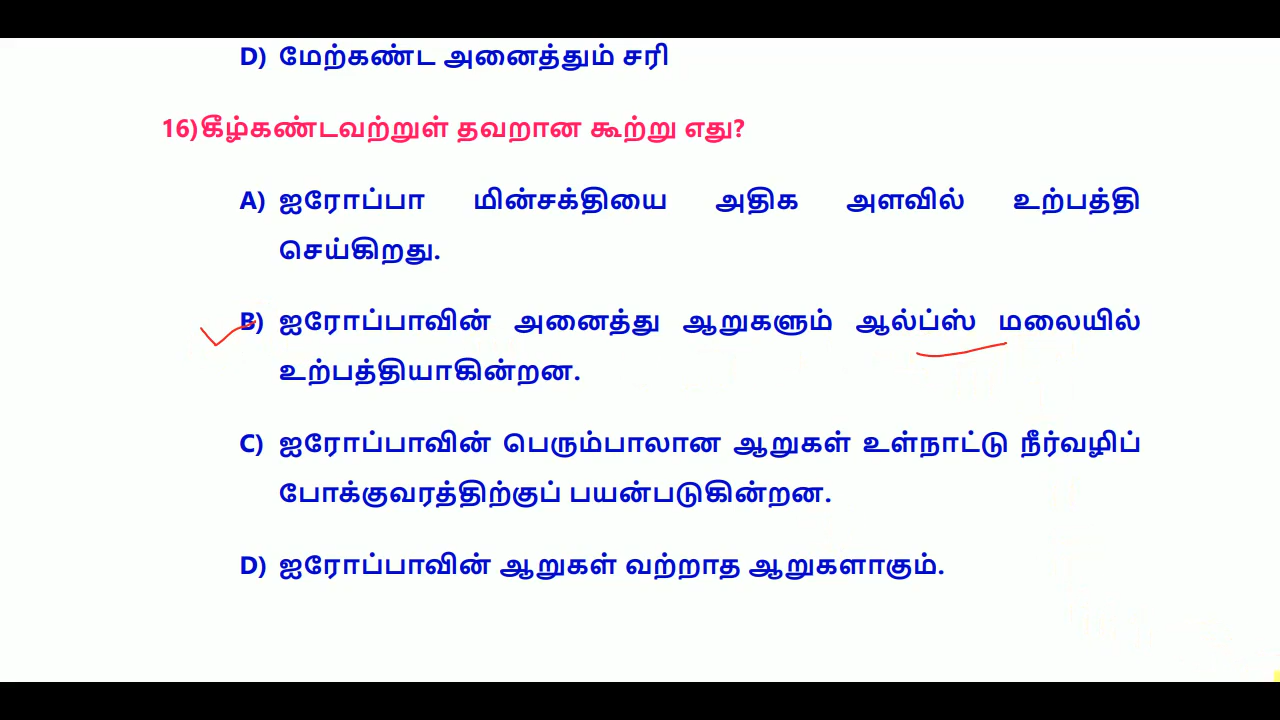 D) மேற்கண்ட அனைத்தும் சரி
16)கீழ்கண்டவற்றுள் தவறான கூற்று எது?
A) ஐரோப்பா மின்சக்தியை அதிக அளவில் உற்பத்தி
செய்கிறது.
B) ஐரோப்பாவின் அனைத்து ஆறுகளும் ஆல்ப்ஸ் மலையில்
உற்பத்தியாகின்றன.
C) ஐரோப்பாவின் பெரும்பாலான ஆறுகள் உள்நாட்டு நீர்வழிப்
போக்குவரத்திற்குப் பயன்படுகின்றன.
D) ஐரோப்பாவின் ஆறுகள் வற்றாத ஆறுகளாகும்.